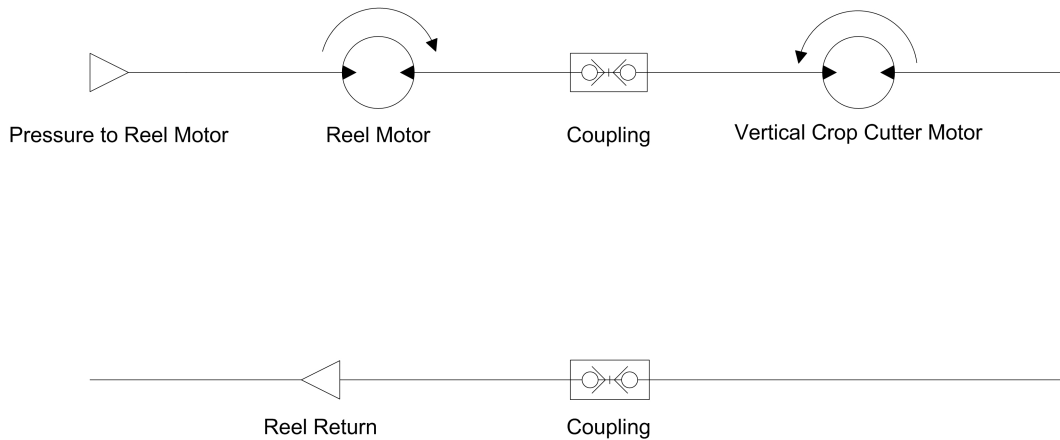 Pressure to Reel Motor
Reel Motor
Coupling
Vertical Crop Cutter Motor
Reel Return
Coupling